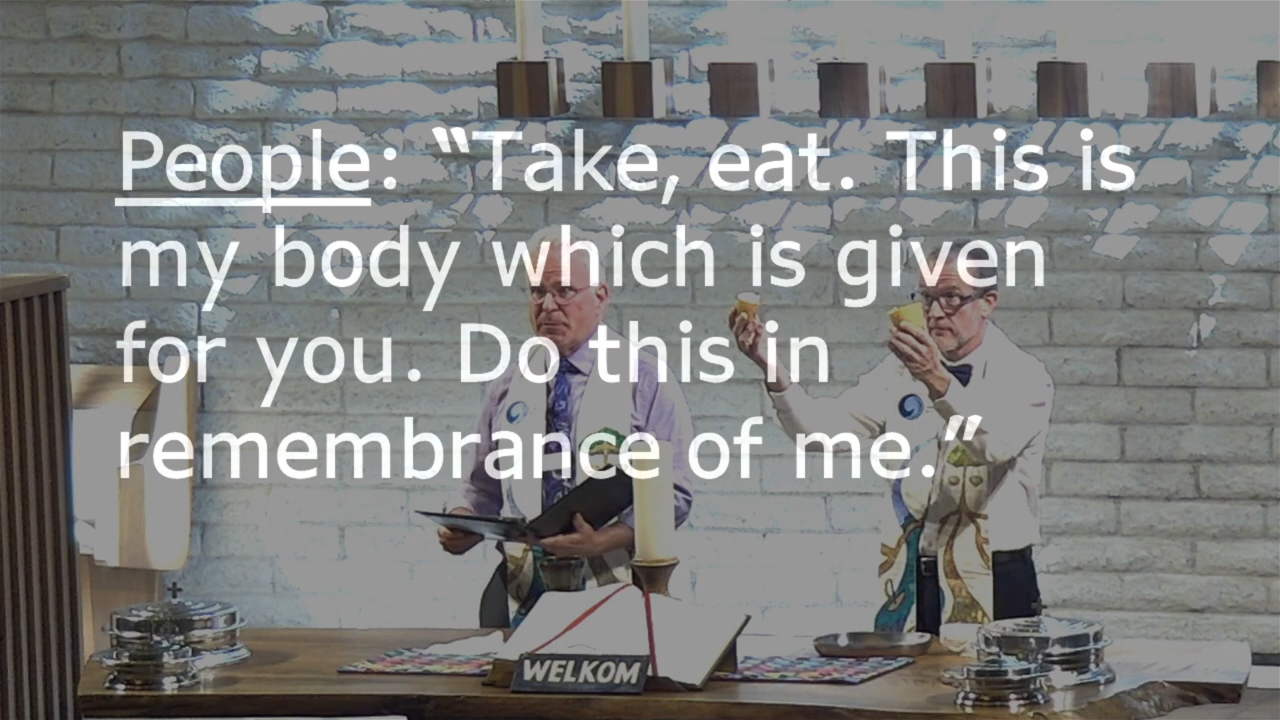 People: “Take, eat. This is
my body which is given
for you. Do this in
remembrance of me.”
WELKOM